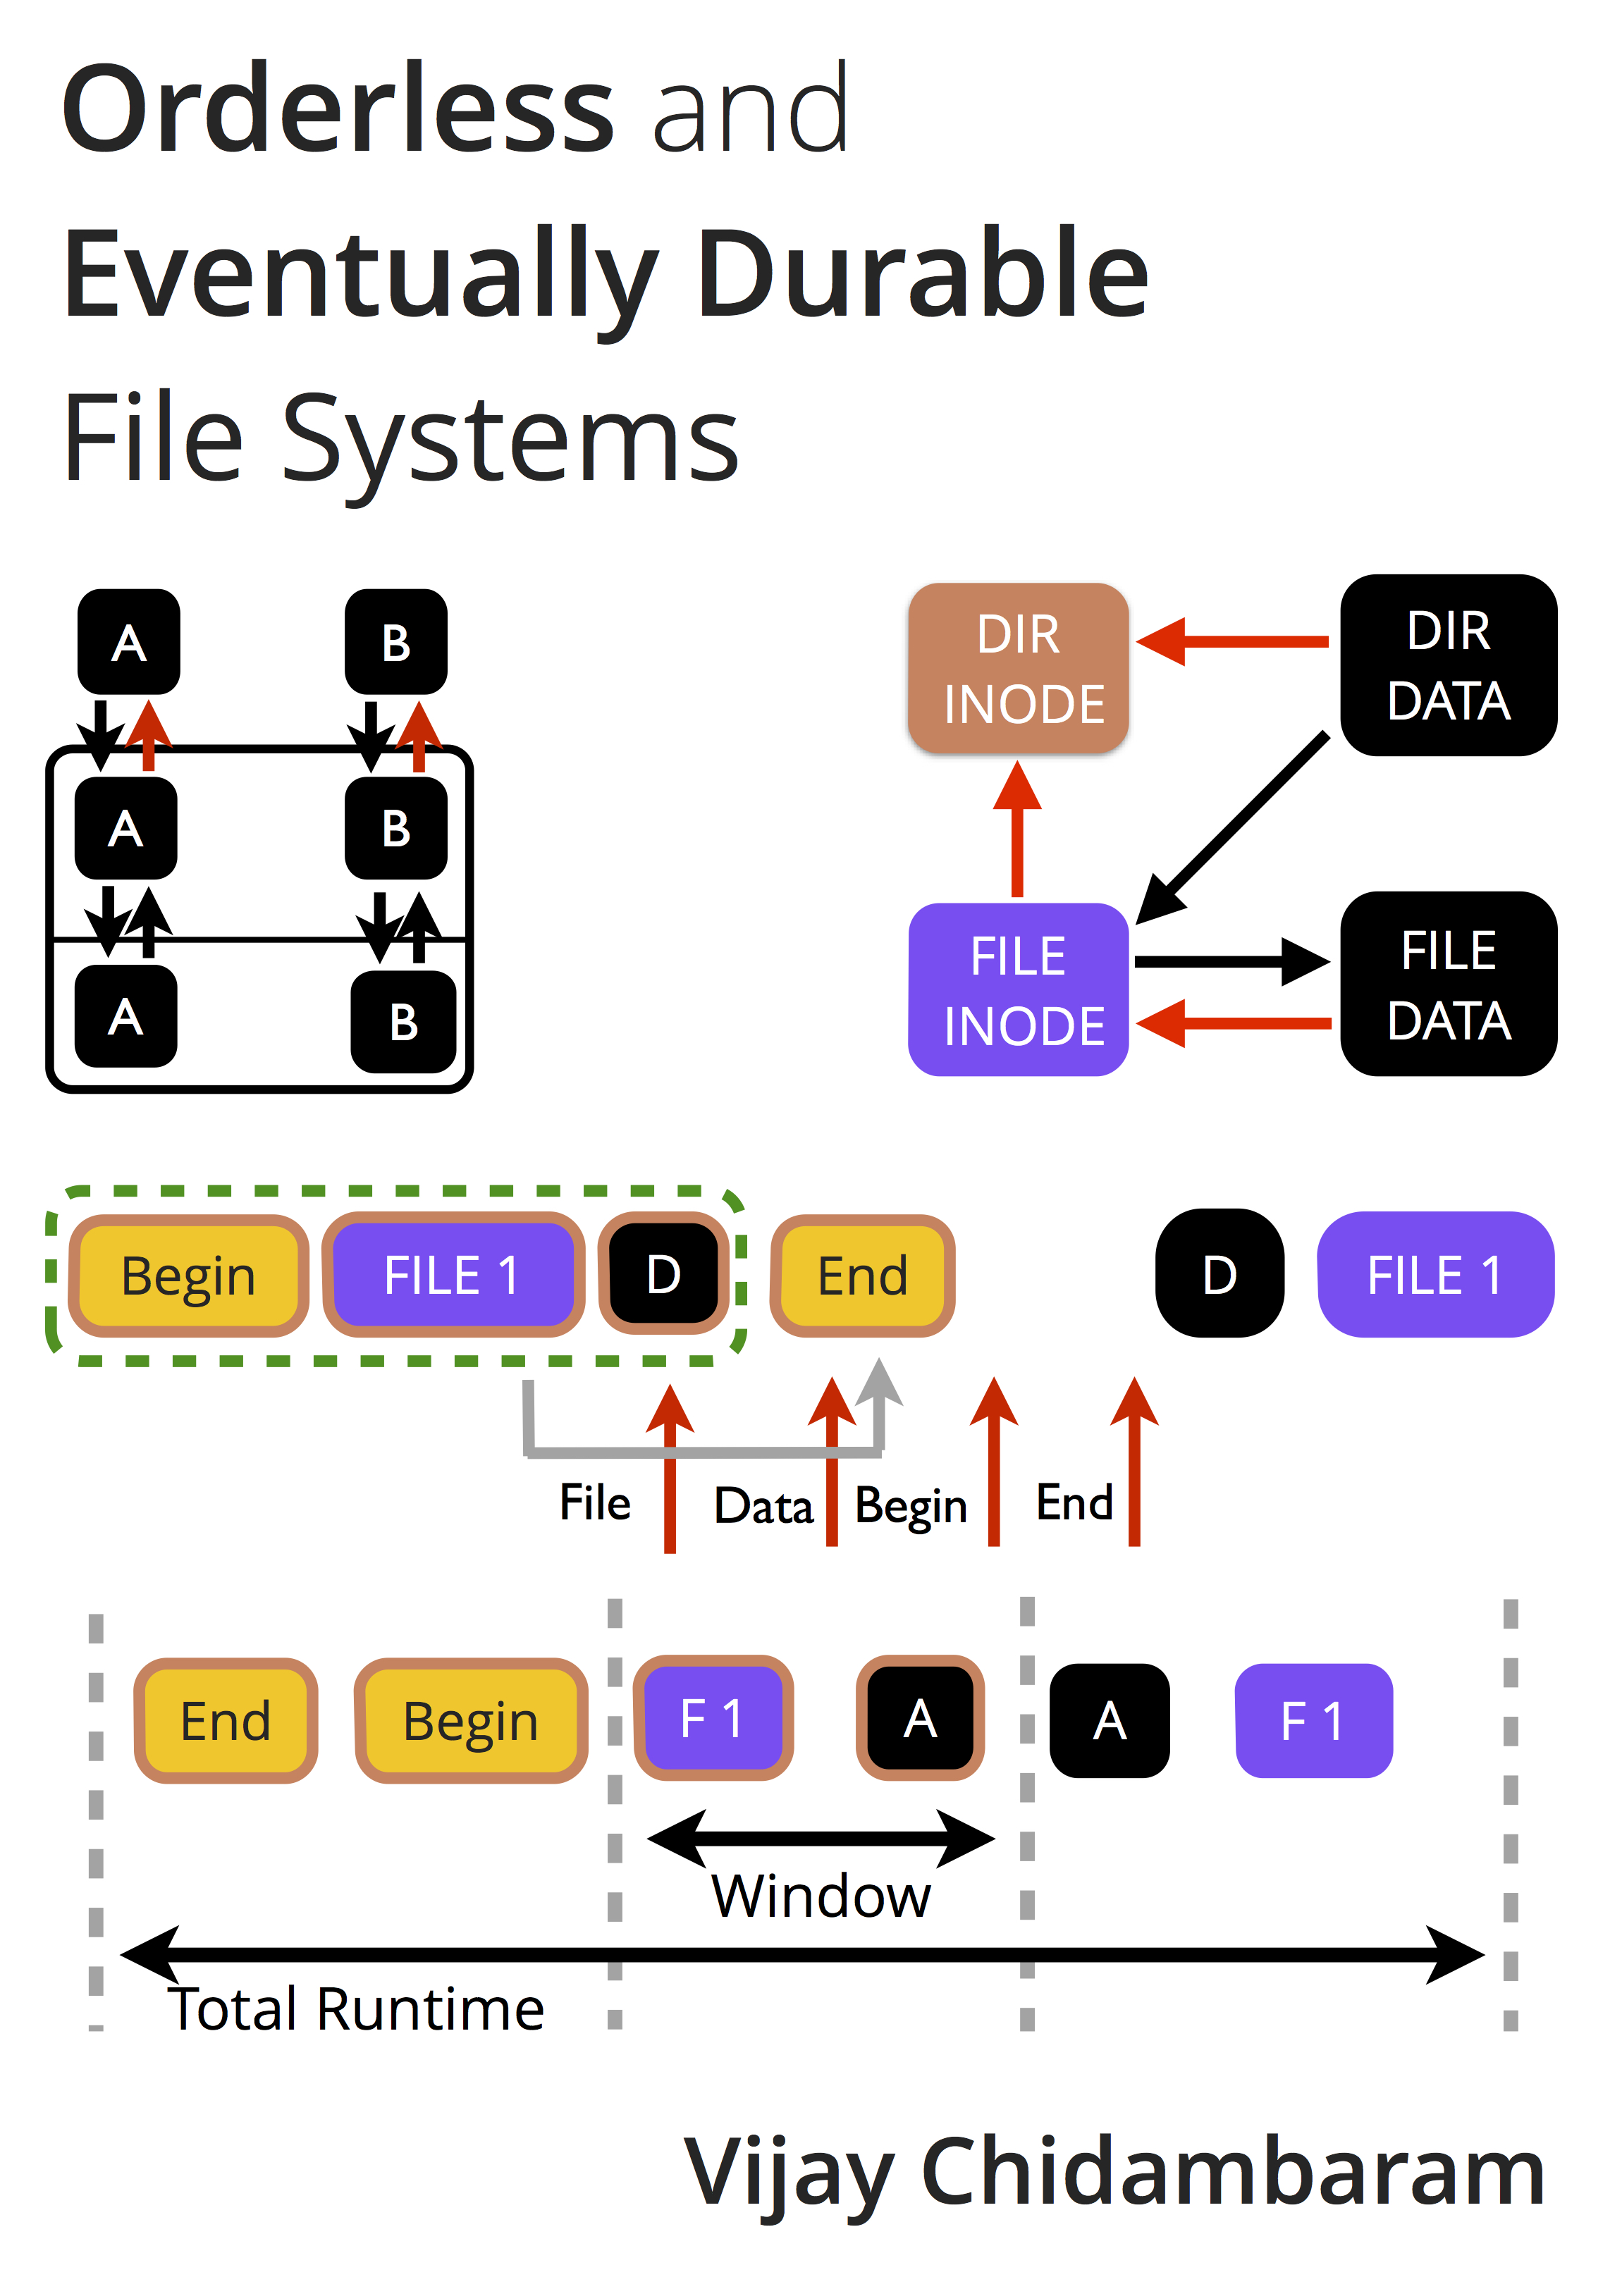 Orderless and
Eventually Durable
File Systems
A
B
DIR
INODE
DIR
DATA
A
B
A
B
FILE
INODE
FILE
DATA
Begin
FILE 1
D
End
D
FILE 1
File
Data
Begin
End
End
Begin
F 1
A
A
F 1
Window
Total Runtime
Vijay Chidambaram